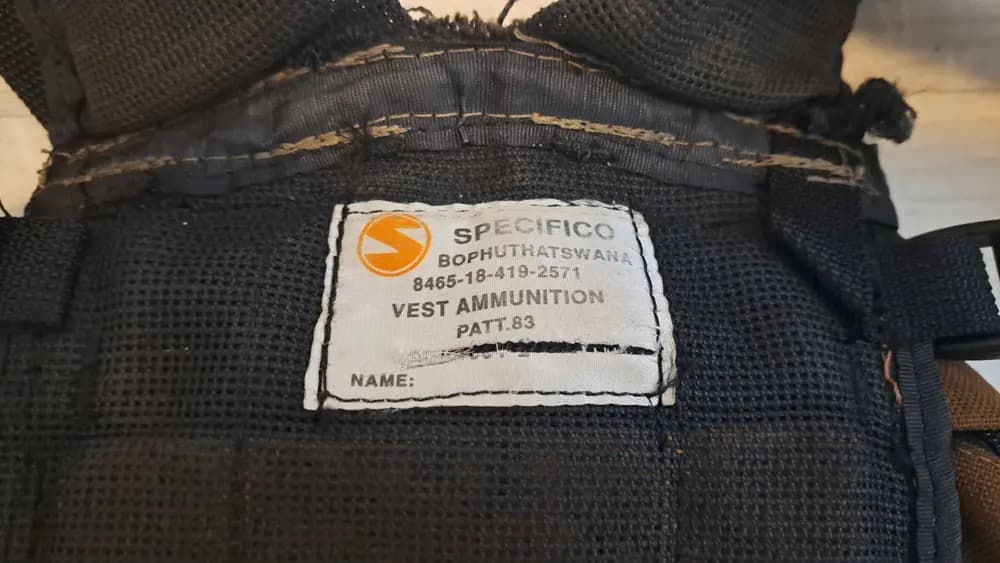 SPECIFICO
BOPHUTHATSWANA
8465-18-419-2571
VEST AMMUNITION
PATT.83
NAME: